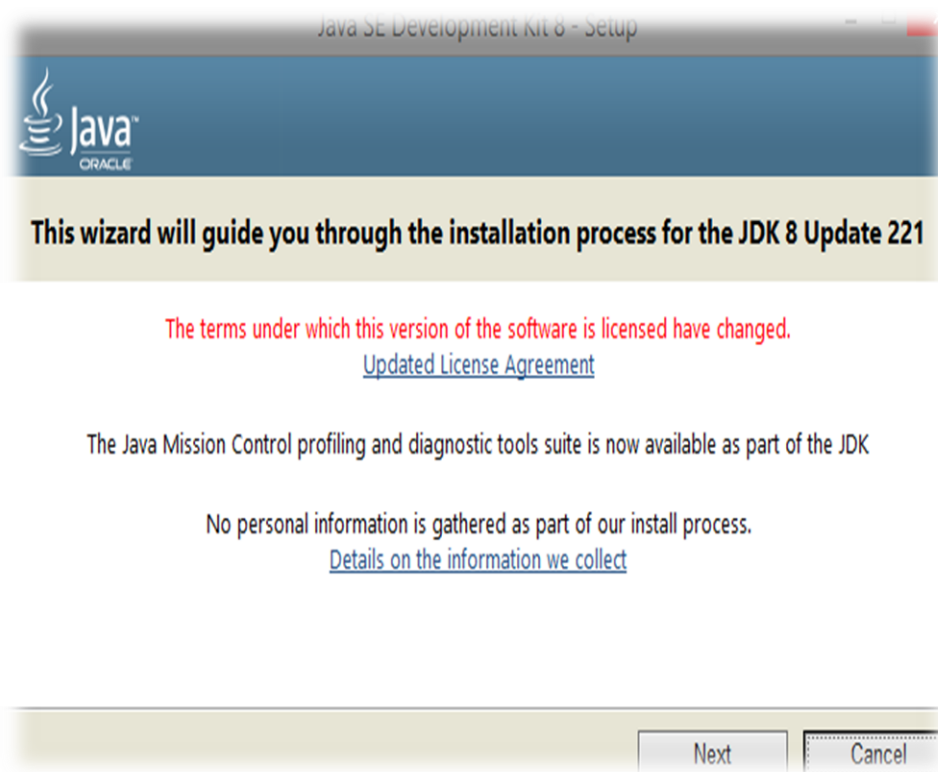 Java SE Development Kit 8 - Setup
Java™
ORACLE
This wizard will guide you through the installation process for the JDK 8 Update 221
The terms under which this version of the software is licensed have changed.
Updated License Agreement
The Java Mission Control profiling and diagnostic tools suite is now available as part of the JDK
No personal information is gathered as part of our install process.
Details on the information we collect
Next Cancel